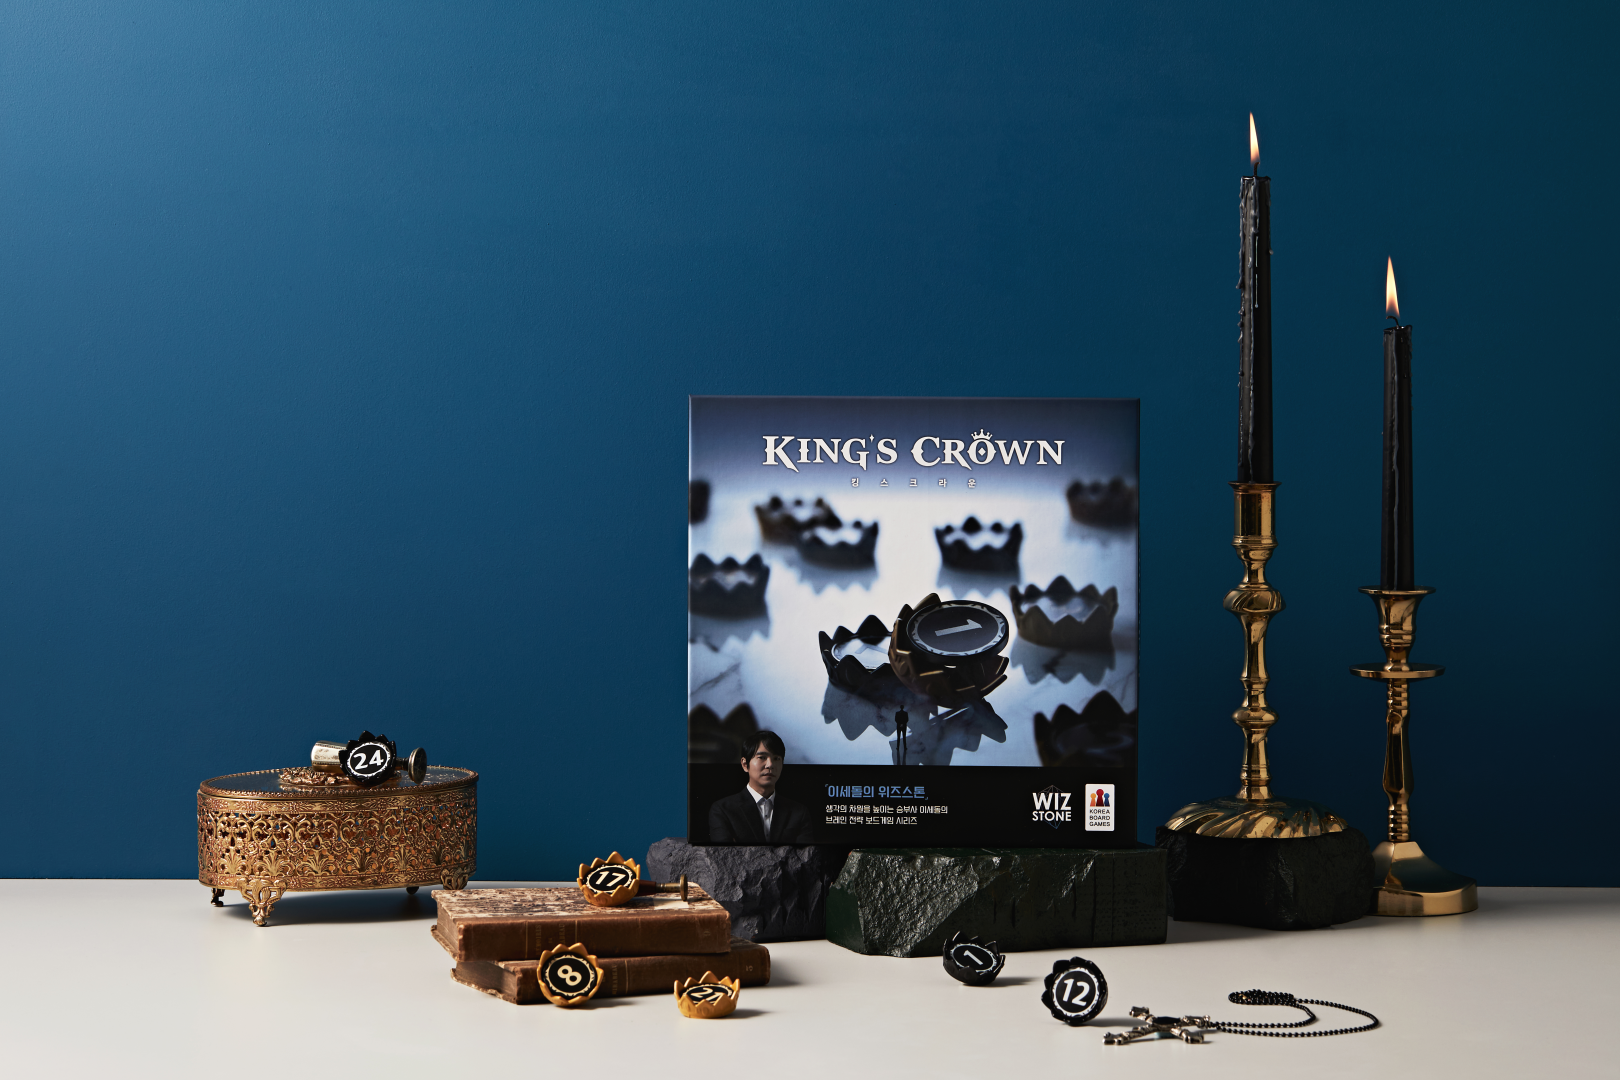 KING'S CROWN
킹스크라운
1
『이세돌의 위즈스톤』
생각의 차원을 높이는 승부사 이세돌의
브레인 전략 보드게임 시리즈
WIZ
STONE
KOREA
BOARD
GAMES
24
17
8
21
1
12